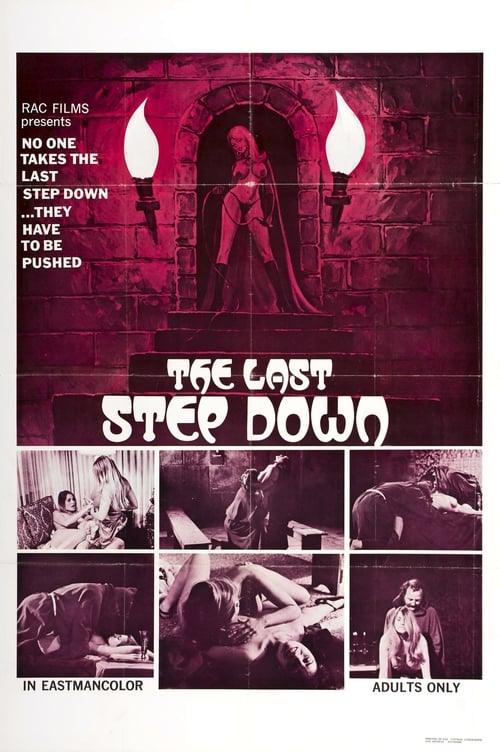 RAC FILMS
presents
NO ONE
TAKES THE
LAST
STEP DOWN
...THEY
HAVE
TO BE
PUSHED
THE LAST
STEP DOWN
IN EASTMANCOLOR
ADULTS ONLY